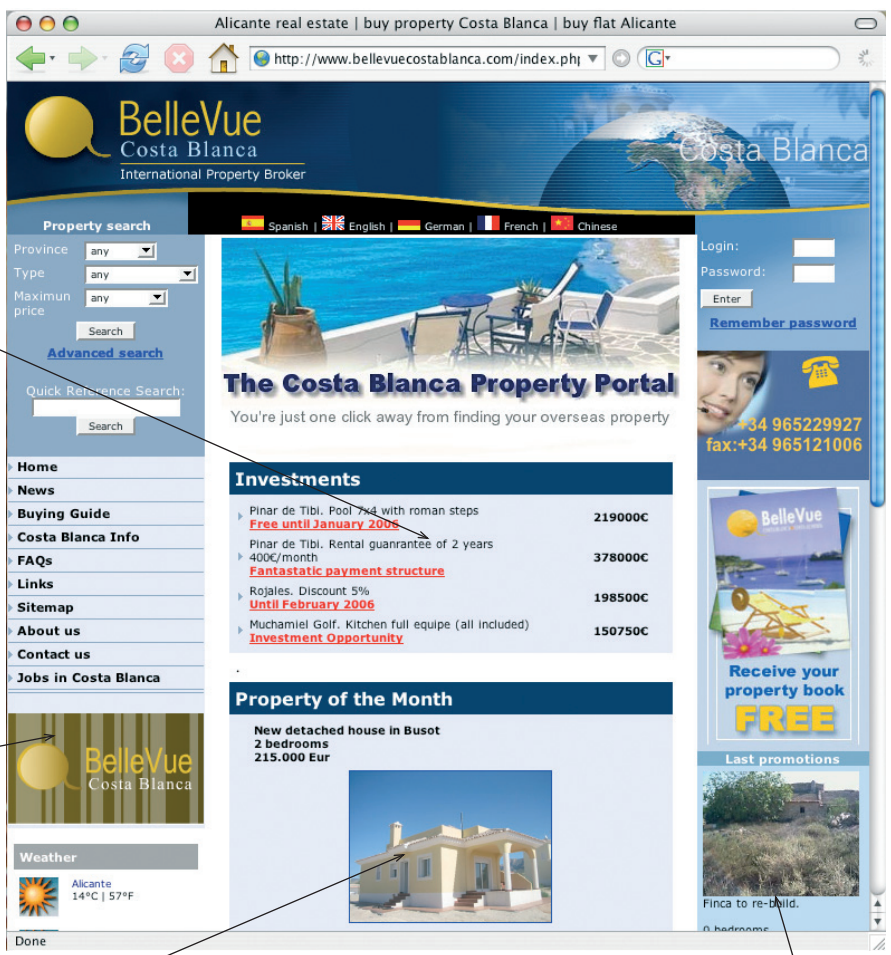 Alicante real estate | buy property Costa Blanca | buy flat Alicante
http://www.bellevuecostablanca.com/index.php
G
BelleVue
Costa Blanca
International Property Broker
Costa Blanca
Spanish | English | German | French | Chinese
Property search
Province any
Type any
Maximun
price
any
Search
Advanced search
Quick Reference Search:
Search
Home
News
Buying Guide
Costa Blanca Info
FAQs
Links
Sitemap
About us
Contact us
Jobs in Costa Blanca
BelleVue
Costa Blanca
Weather
Alicante
14°C | 57°F
The Costa Blanca Property Portal
You're just one click away from finding your overseas property
Investments
Pinar de Tibi. Pool 7x4 with roman steps
Free until January 2006
219000€
Pinar de Tibi. Rental guanrantee of 2 years
400€/month
Fantastatic payment structure
378000€
Rojales. Discount 5%
Until February 2006
198500€
Muchamiel Golf. Kitchen full equipe (all included)
Investment Opportunity
150750€
.
Property of the Month
New detached house in Busot
2 bedrooms
215.000 Eur
Login:
Password:
Enter
Remember password
+34 965229927
fax:+34 965121006
BelleVue
Receive your
property book
FREE
Last promotions
Finca to re-build.
0 bedrooms
Done